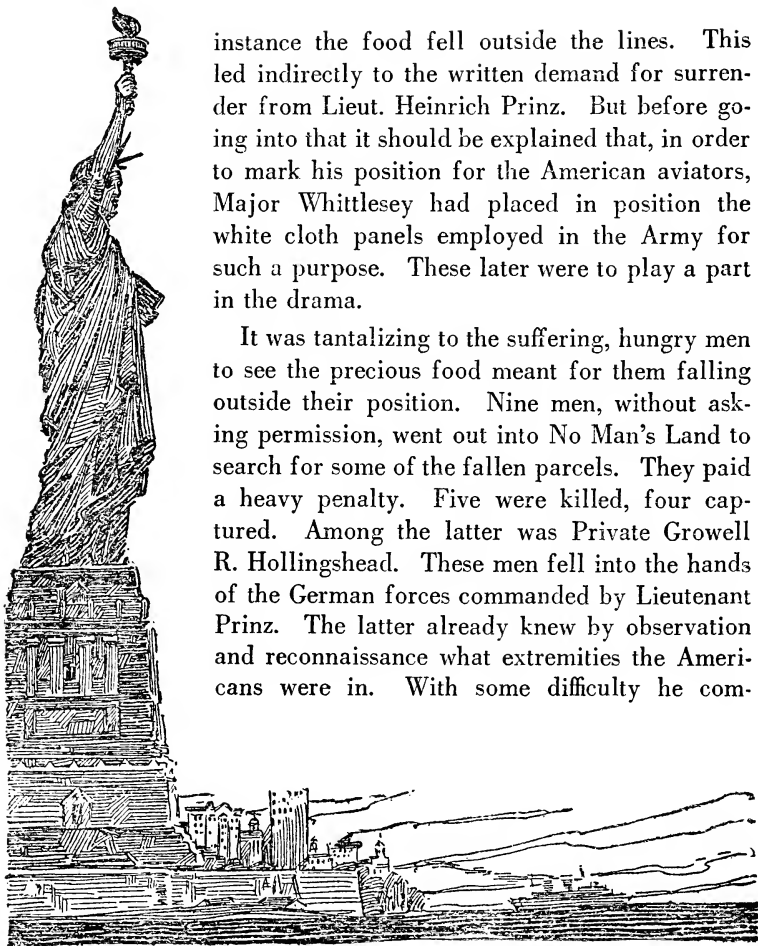 instance the food fell outside the lines. This
led indirectly to the written demand for surren-
der from Lieut. Heinrich Prinz. But before go-
ing into that it should be explained that, in order
to mark his position for the American aviators,
Major Whittlesey had placed in position the
white cloth panels employed in the Army for
such a purpose. These later were to play a part
in the drama.
It was tantalizing to the suffering, hungry men
to see the precious food meant for them falling
outside their position. Nine men, without ask-
ing permission, went out into No Man's Land to
search for some of the fallen parcels. They paid
a heavy penalty. Five were killed, four cap-
tured. Among the latter was Private Growell
R. Hollingshead. These men fell into the hands
of the German forces commanded by Lieutenant
Prinz. The latter already knew by observation
and reconnaissance what extremities the Ameri-
cans were in. With some difficulty he com-